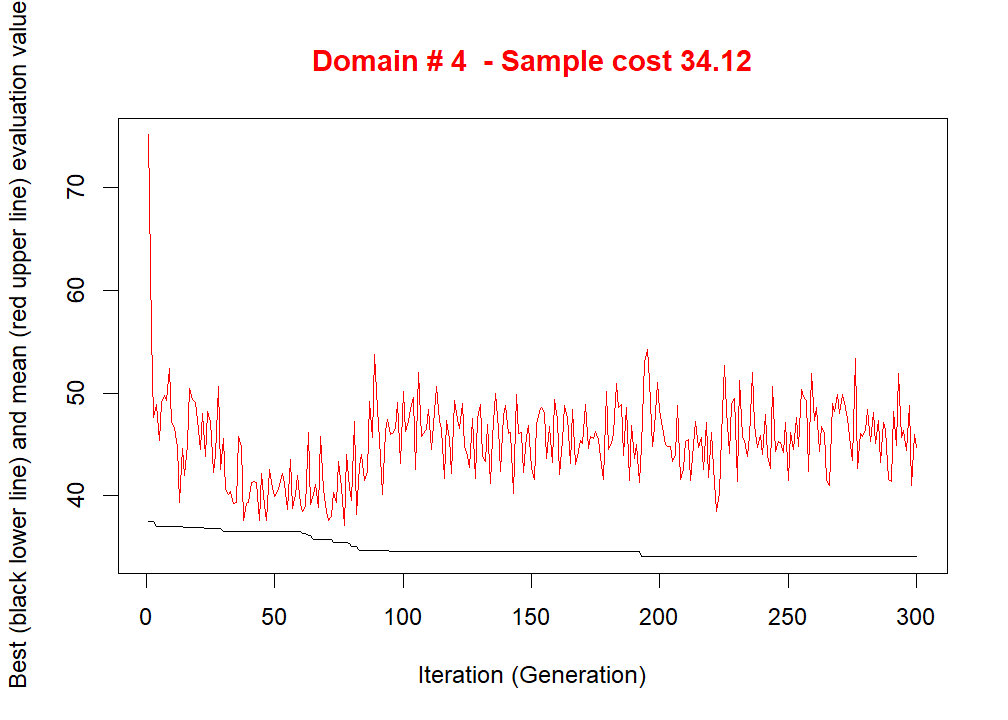 Domain # 4  - Sample cost 34.12
Best (black lower line) and mean (red upper line) evaluation value
70
60
50
40
0 50 100 150 200 250 300
Iteration (Generation)